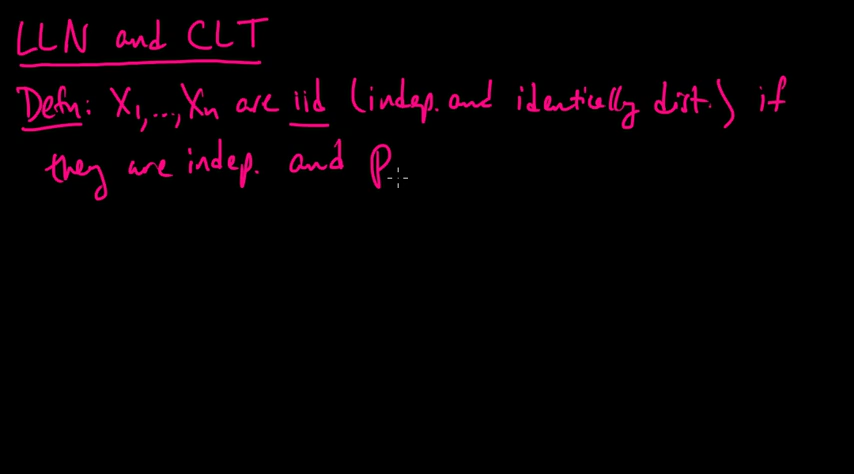 LLN and CLT
Defn: X1,...,Xn are iid (indep. and identically dist.) if
they are indep. and P